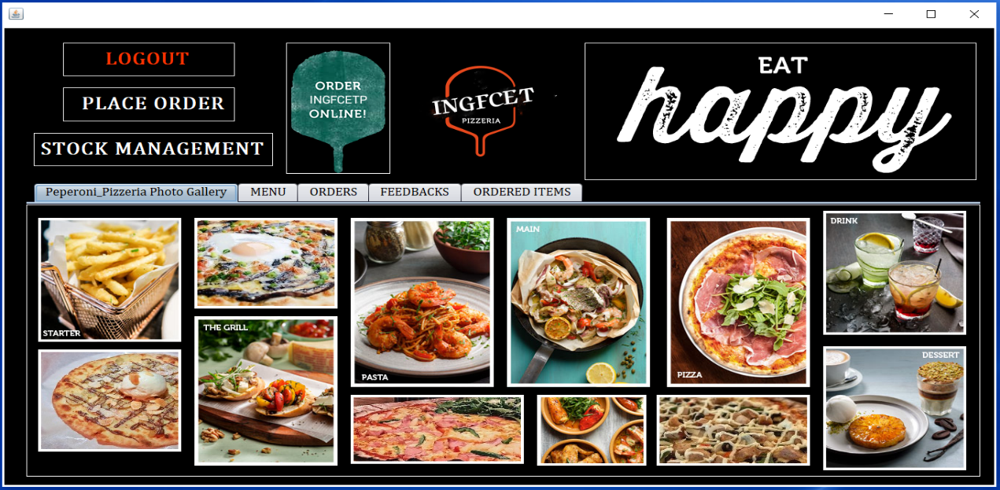 LOGOUT
PLACE ORDER
STOCK MANAGEMENT
ORDER
INGFCETP
ONLINE!
INGFCET
PIZZERIA
EAT
happy
Peperoni_Pizzeria Photo Gallery
MENU
ORDERS
FEEDBACKS
ORDERED ITEMS
STARTER
THE GRILL
PASTA
MAIN
PIZZA
DRINK
DESSERT